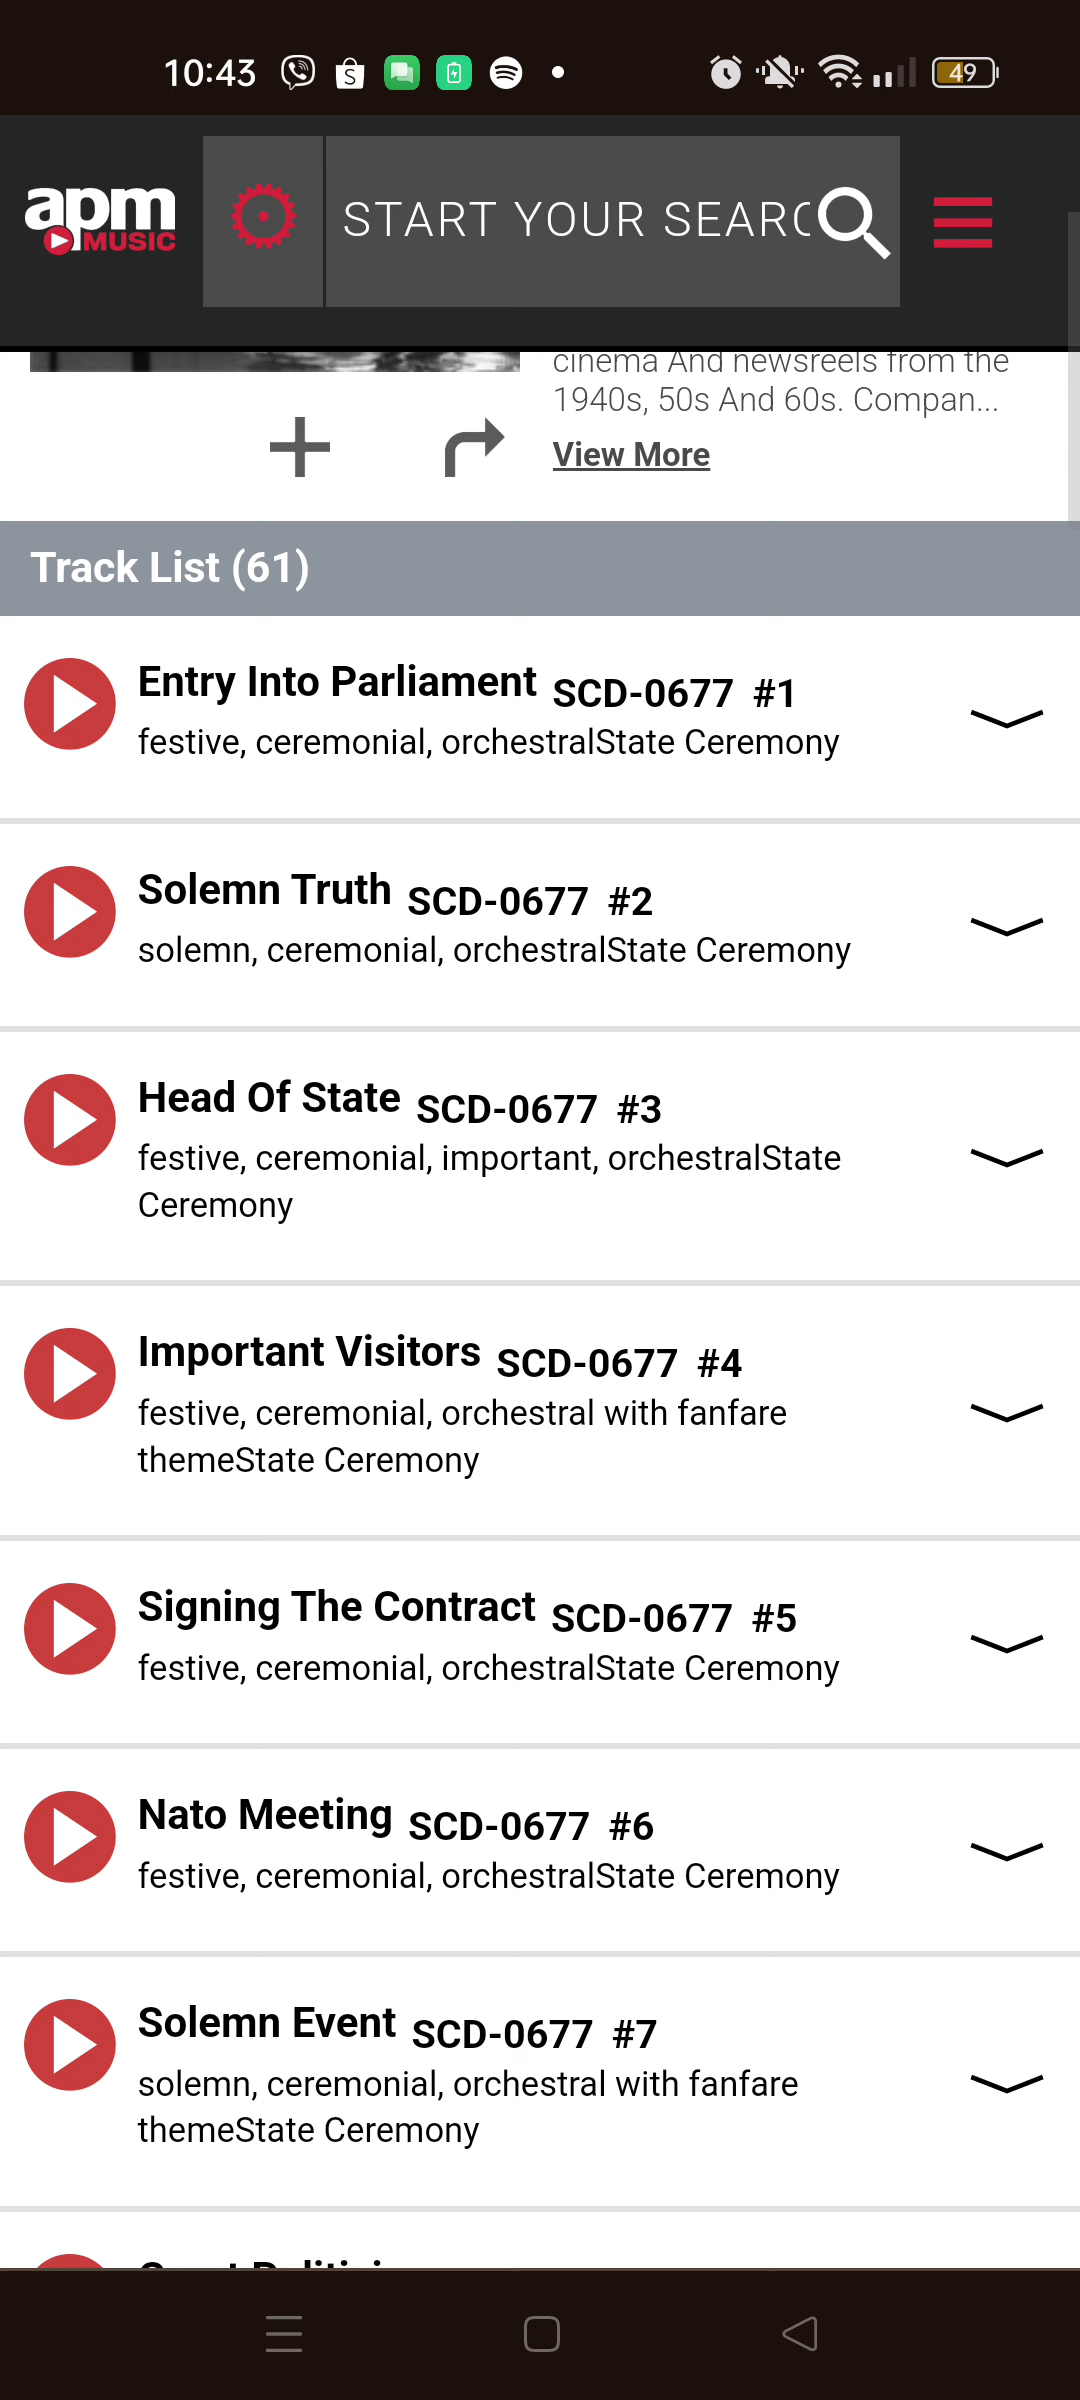 10:43
49
apm
MUSIC
START YOUR SEARC
cinema And newsreels from the
1940s, 50s And 60s. Compan...
View More
Track List (61)
Entry Into Parliament SCD-0677 #1
festive, ceremonial, orchestralState Ceremony
Solemn Truth SCD-0677 #2
solemn, ceremonial, orchestralState Ceremony
Head Of State SCD-0677 #3
festive, ceremonial, important, orchestralState
Ceremony
Important Visitors SCD-0677 #4
festive, ceremonial, orchestral with fanfare
themeState Ceremony
Signing The Contract SCD-0677 #5
festive, ceremonial, orchestralState Ceremony
Nato Meeting SCD-0677 #6
festive, ceremonial, orchestralState Ceremony
Solemn Event SCD-0677 #7
solemn, ceremonial, orchestral with fanfare
themeState Ceremony